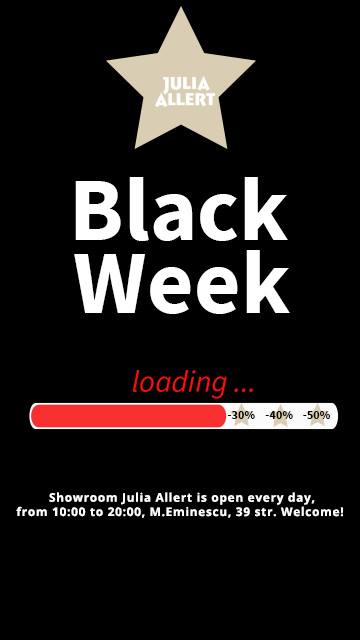 JULIA
ALLERT
Black
Week
loading ...
-30% -40% -50%
Showroom Julia Allert is open every day,
from 10:00 to 20:00, M.Eminescu, 39 str. Welcome!